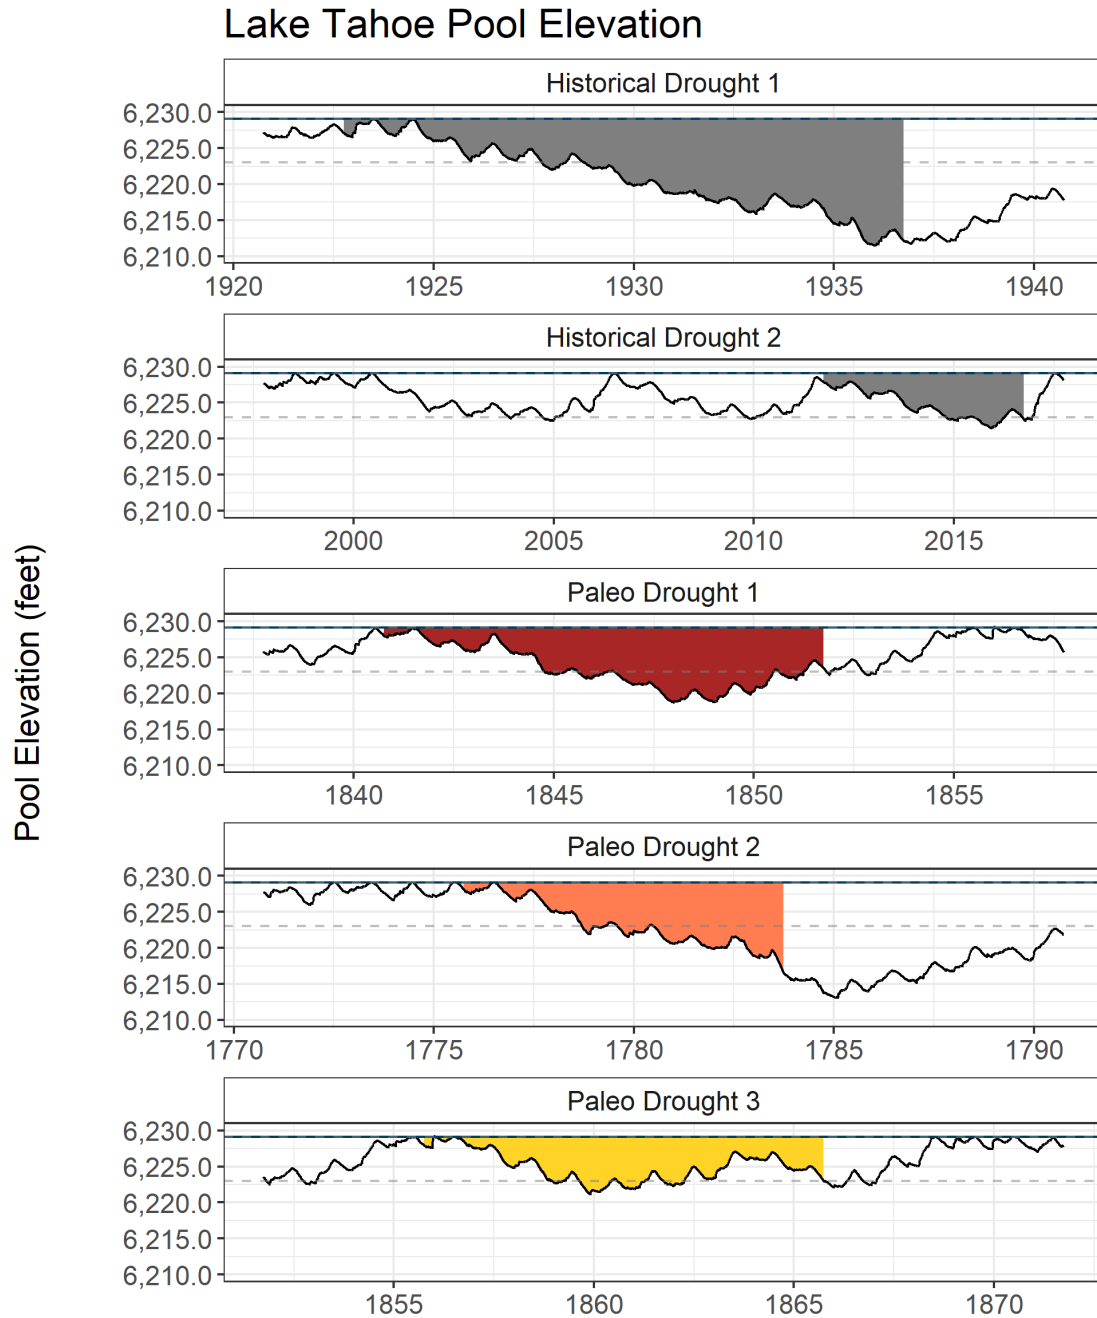 Lake Tahoe Pool Elevation
Pool Elevation (feet)
Historical Drought 1
6,230.0
6,225.0
6,220.0
6,215.0
6,210.0
1920 1925 1930 1935 1940
Historical Drought 2
6,230.0
6,225.0
6,220.0
6,215.0
6,210.0
2000 2005 2010 2015
Paleo Drought 1
6,230.0
6,225.0
6,220.0
6,215.0
6,210.0
1840 1845 1850 1855
Paleo Drought 2
6,230.0
6,225.0
6,220.0
6,215.0
6,210.0
1770 1775 1780 1785 1790
Paleo Drought 3
6,230.0
6,225.0
6,220.0
6,215.0
6,210.0
1855 1860 1865 1870